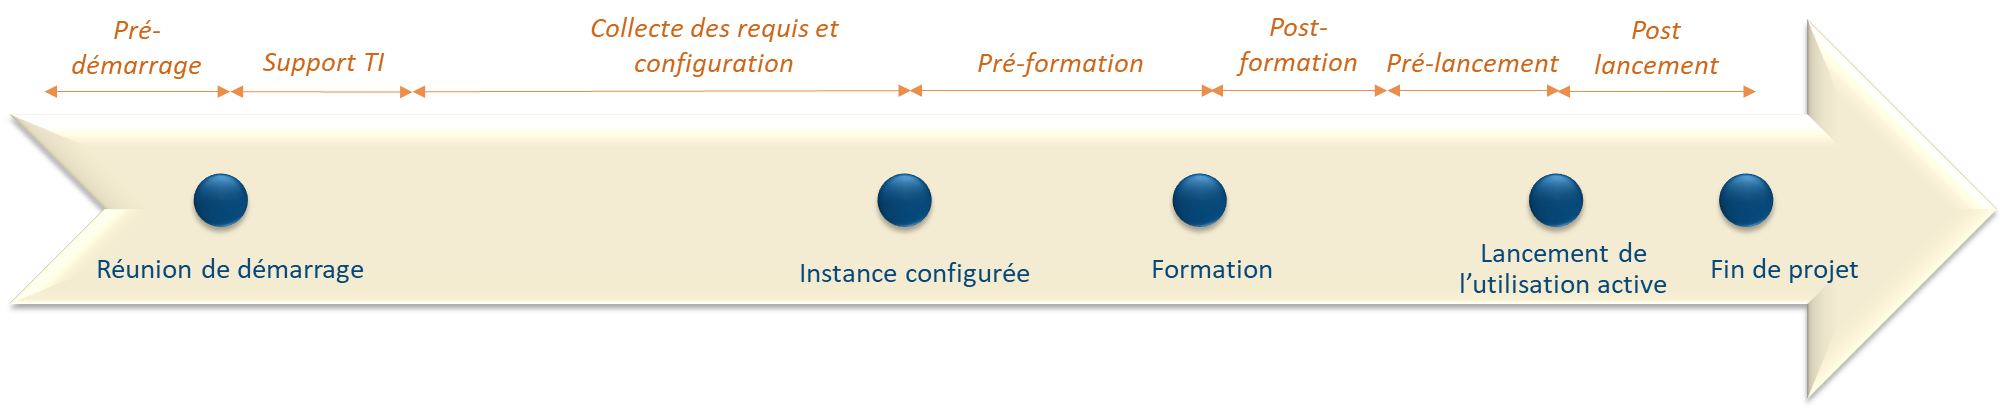 Pré-
démarrage
Support TI
Collecte des requis et
configuration
Pré-formation
Post-
formation
Pré-lancement
Post
lancement
Réunion de démarrage
Instance configurée
Formation
Lancement de
l’utilisation active
Fin de projet